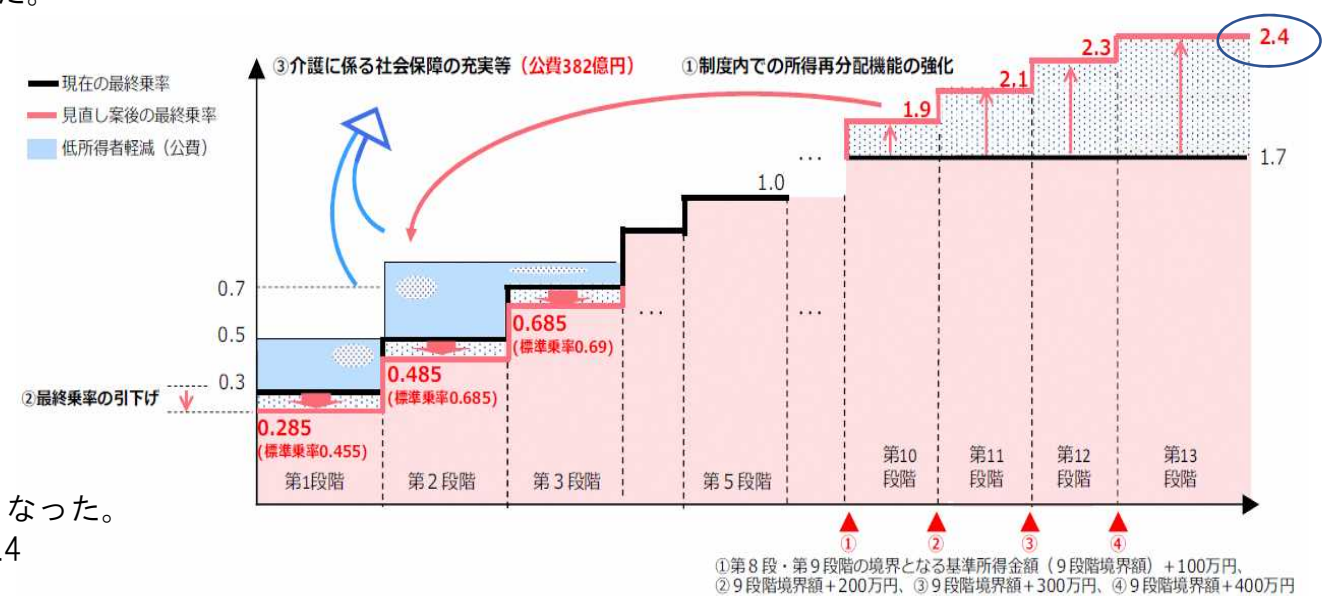 た。
③介護に係る社会保障の充実等（公費382億円）
①制度内での所得再分配機能の強化
現在の最終乗率
見直し案後の最終乗率
低所得者軽減（公費）
2.4
2.3
2.1
1.9
1.7
…
1.0
0.7
0.5
0.3
②最終乗率の引下げ
0.685
(標準乗率0.69)
…
…
0.485
(標準乗率0.685)
0.285
(標準乗率0.455)
第1段階
第２段階
第３段階
第５段階
第10
段階
第11
段階
第12
段階
第13
段階
なった。
.4
①
②
③
④
①第８段・第９段階の境界となる基準所得金額（９段階境界額）＋100万円、
②９段階境界額＋200万円、③９段階境界額＋300万円、④９段階境界額＋400万円